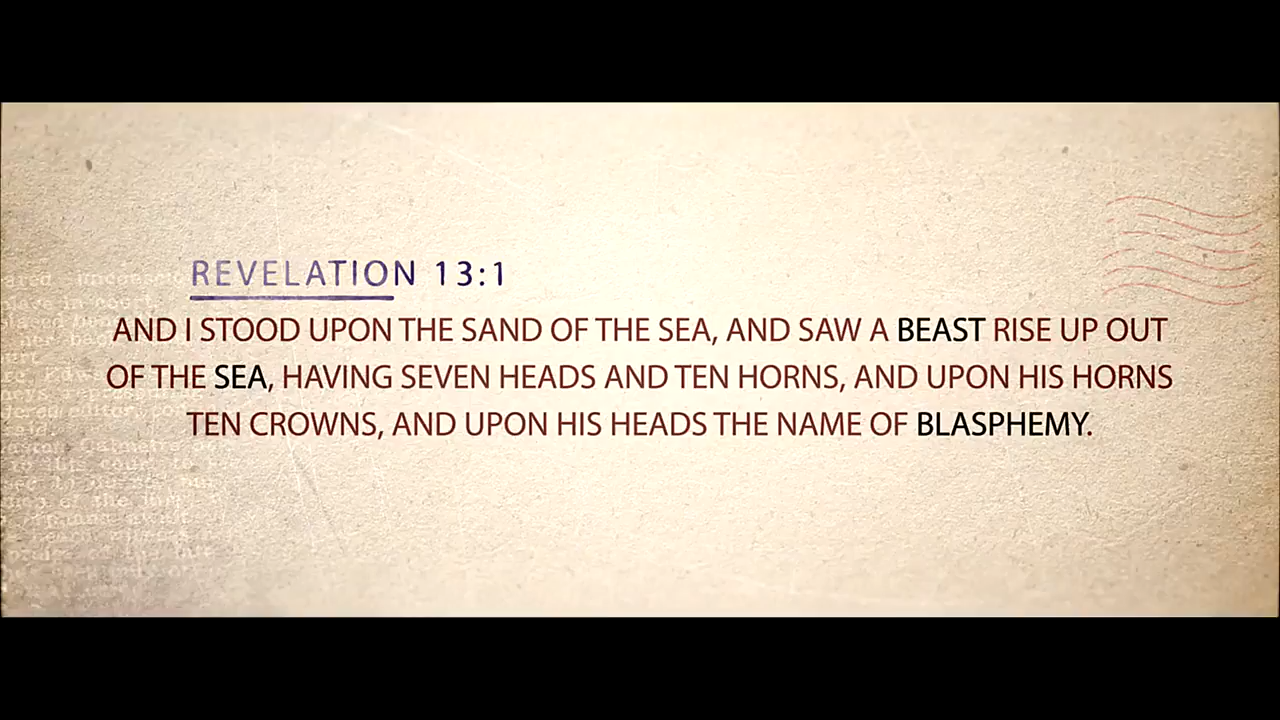 REVELATION 13:1
AND I STOOD UPON THE SAND OF THE SEA, AND SAW A BEAST RISE UP OUT
OF THE SEA, HAVING SEVEN HEADS AND TEN HORNS, AND UPON HIS HORNS
TEN CROWNS, AND UPON HIS HEADS THE NAME OF BLASPHEMY.